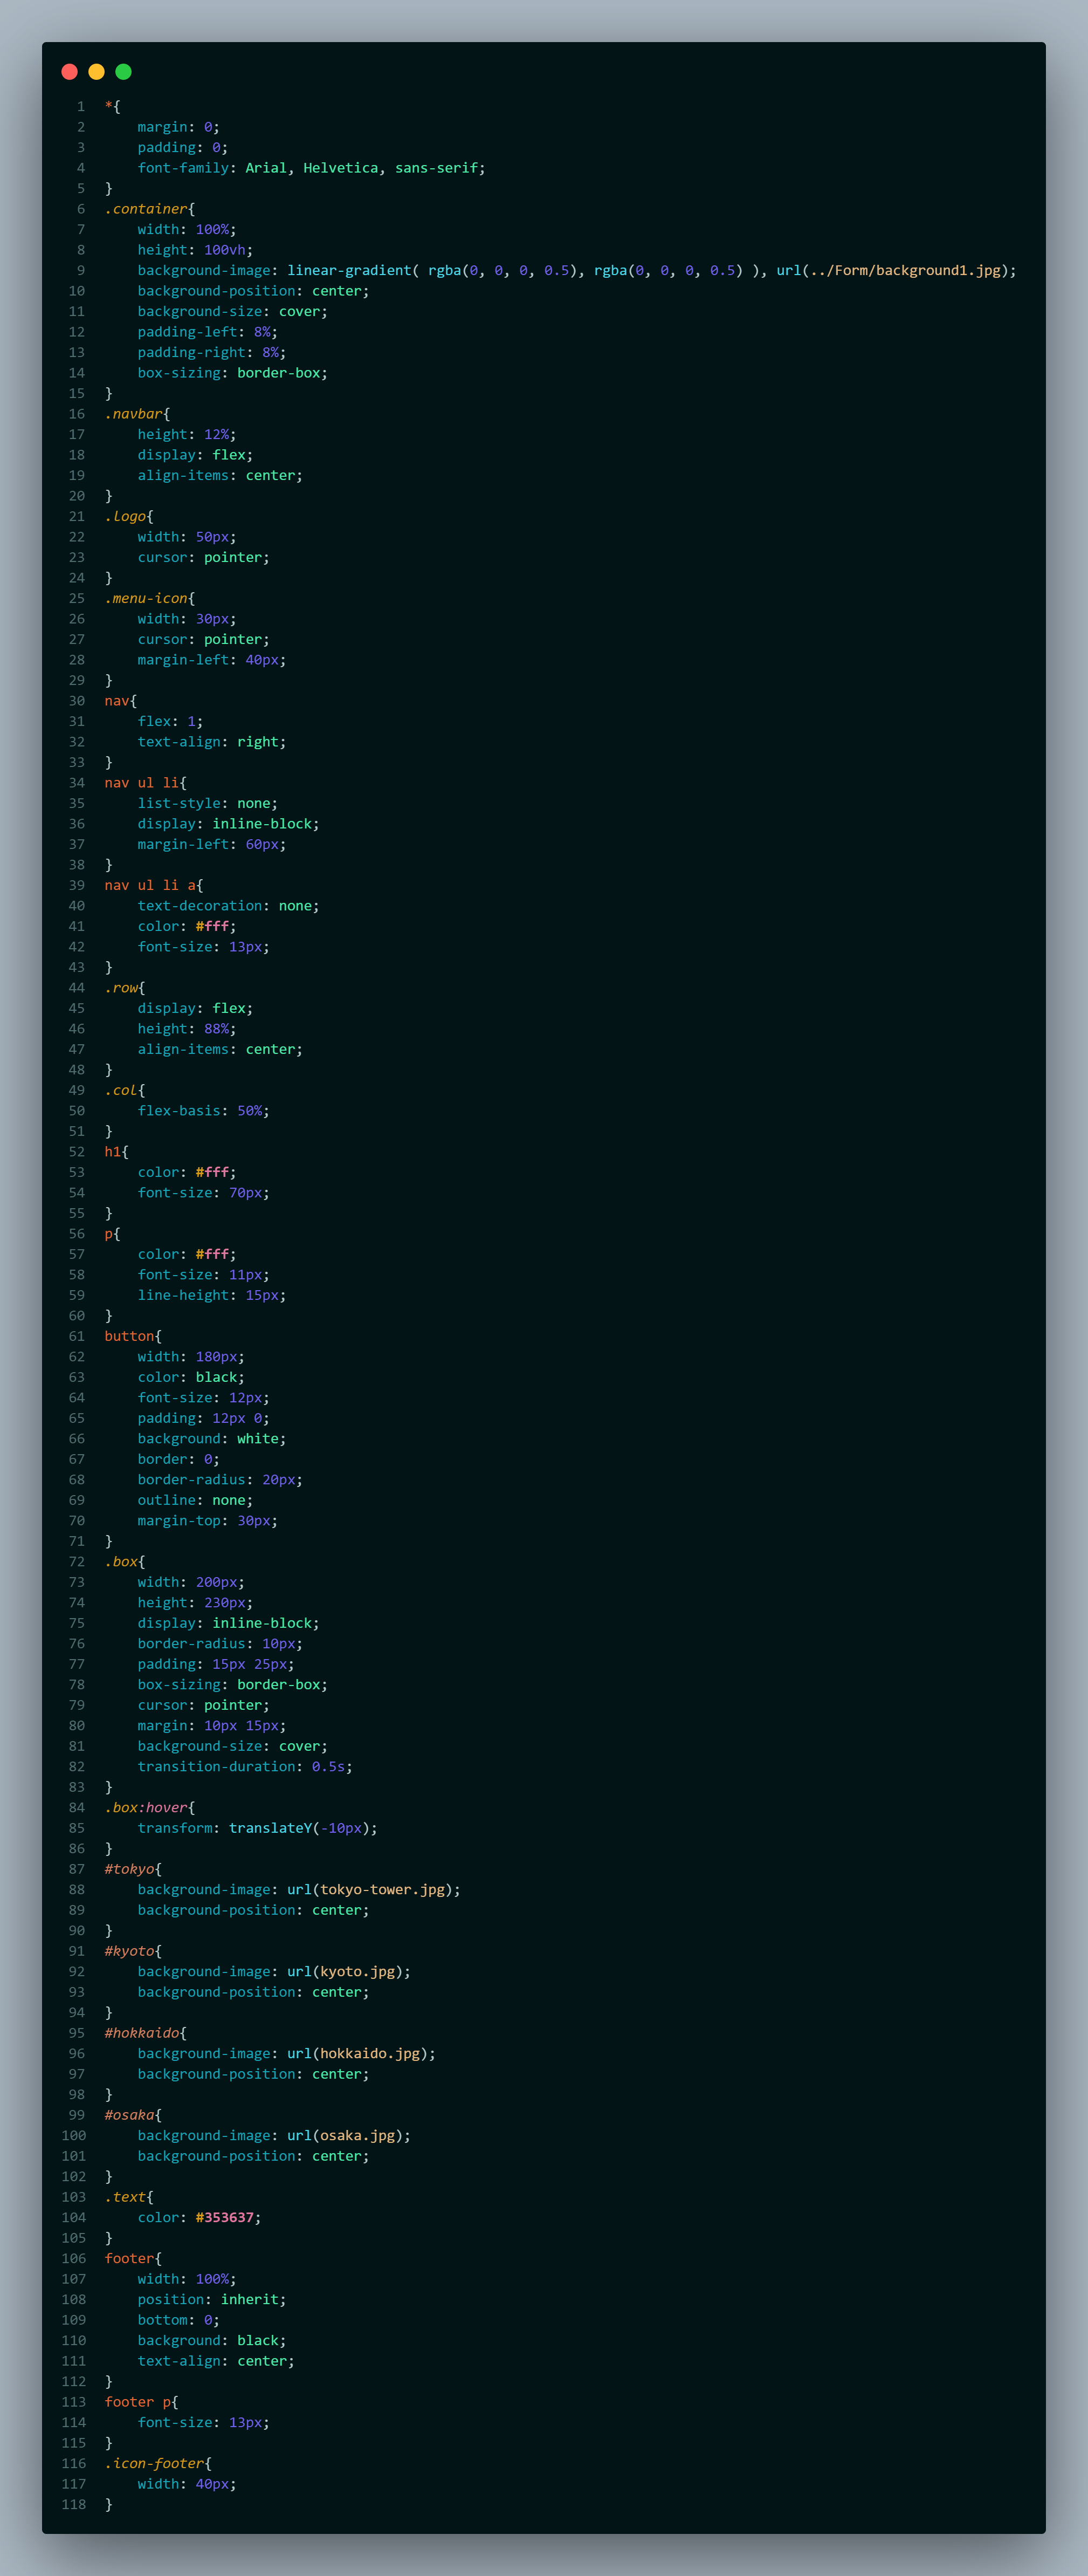 1 *{
2     margin: 0;
3     padding: 0;
4     font-family: Arial, Helvetica, sans-serif;
5 }
6 .container{
7     width: 100%;
8     height: 100vh;
9     background-image: linear-gradient( rgba(0, 0, 0, 0.5), rgba(0, 0, 0, 0.5) ), url(../Form/background1.jpg);
10     background-position: center;
11     background-size: cover;
12     padding-left: 8%;
13     padding-right: 8%;
14     box-sizing: border-box;
15 }
16 .navbar{
17     height: 12%;
18     display: flex;
19     align-items: center;
20 }
21 .logo{
22     width: 50px;
23     cursor: pointer;
24 }
25 .menu-icon{
26     width: 30px;
27     cursor: pointer;
28     margin-left: 40px;
29 }
30 nav{
31     flex: 1;
32     text-align: right;
33 }
34 nav ul li{
35     list-style: none;
36     display: inline-block;
37     margin-left: 60px;
38 }
39 nav ul li a{
40     text-decoration: none;
41     color: #fff;
42     font-size: 13px;
43 }
44 .row{
45     display: flex;
46     height: 88%;
47     align-items: center;
48 }
49 .col{
50     flex-basis: 50%;
51 }
52 h1{
53     color: #fff;
54     font-size: 70px;
55 }
56 p{
57     color: #fff;
58     font-size: 11px;
59     line-height: 15px;
60 }
61 button{
62     width: 180px;
63     color: black;
64     font-size: 12px;
65     padding: 12px 0;
66     background: white;
67     border: 0;
68     border-radius: 20px;
69     outline: none;
70     margin-top: 30px;
71 }
72 .box{
73     width: 200px;
74     height: 230px;
75     display: inline-block;
76     border-radius: 10px;
77     padding: 15px 25px;
78     box-sizing: border-box;
79     cursor: pointer;
80     margin: 10px 15px;
81     background-size: cover;
82     transition-duration: 0.5s;
83 }
84 .box:hover{
85     transform: translateY(-10px);
86 }
87 #tokyo{
88     background-image: url(tokyo-tower.jpg);
89     background-position: center;
90 }
91 #kyoto{
92     background-image: url(kyoto.jpg);
93     background-position: center;
94 }
95 #hokkaido{
96     background-image: url(hokkaido.jpg);
97     background-position: center;
98 }
99 #osaka{
100     background-image: url(osaka.jpg);
101     background-position: center;
102 }
103 .text{
104     color: #353637;
105 }
106 footer{
107     width: 100%;
108     position: inherit;
109     bottom: 0;
110     background: black;
111     text-align: center;
112 }
113 footer p{
114     font-size: 13px;
115 }
116 .icon-footer{
117     width: 40px;
118 }